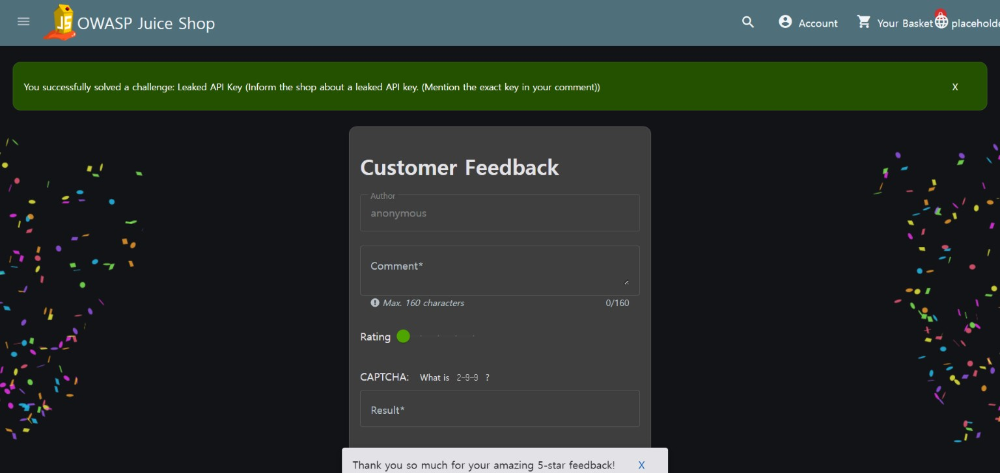 OWASP Juice Shop
Account
Your Basket
placeholde
You successfully solved a challenge: Leaked API Key (Inform the shop about a leaked API key. (Mention the exact key in your comment))
X
Customer Feedback
Author
anonymous
Comment*
Max. 160 characters
0/160
Rating
CAPTCHA: What is 2-9-9 ?
Result*
Thank you so much for your amazing 5-star feedback!
X